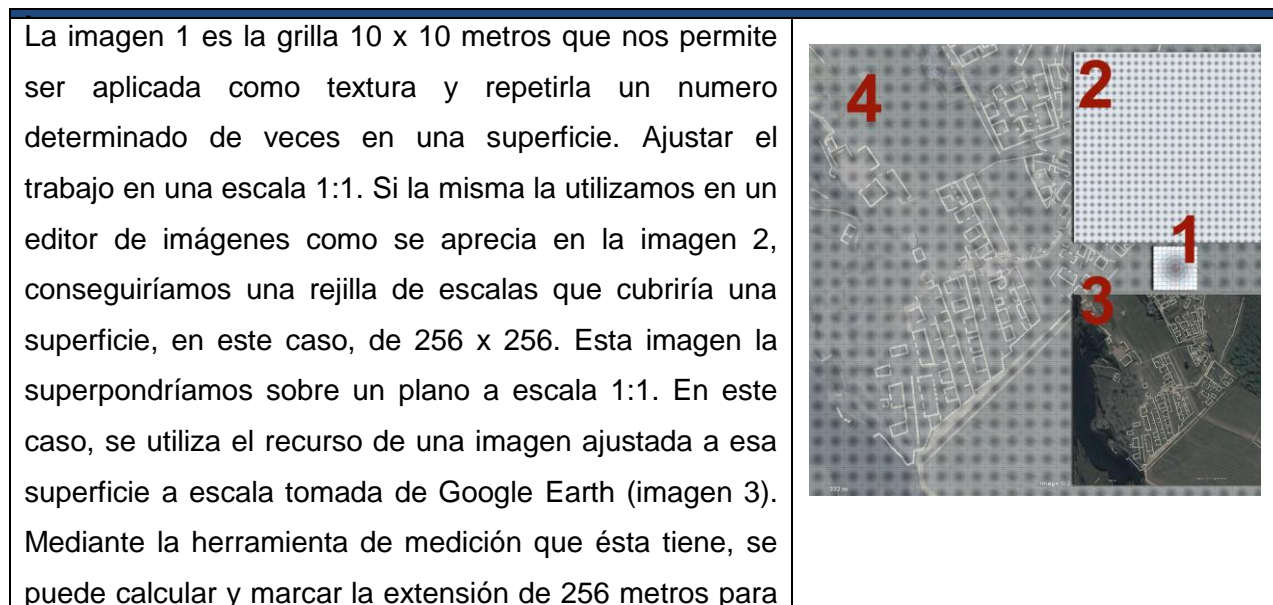 La imagen 1 es la grilla 10 x 10 metros que nos permite
ser aplicada como textura y repetirla un numero
determinado de veces en una superficie. Ajustar el
trabajo en una escala 1:1. Si la misma la utilizamos en un
editor de imágenes como se aprecia en la imagen 2,
conseguiríamos una rejilla de escalas que cubriría una
superficie, en este caso, de 256 x 256. Esta imagen la
superpondríamos sobre un plano a escala 1:1. En este
caso, se utiliza el recurso de una imagen ajustada a esa
superficie a escala tomada de Google Earth (imagen 3).
Mediante la herramienta de medición que ésta tiene, se
puede calcular y marcar la extensión de 256 metros para
4
2
1
3
332 m